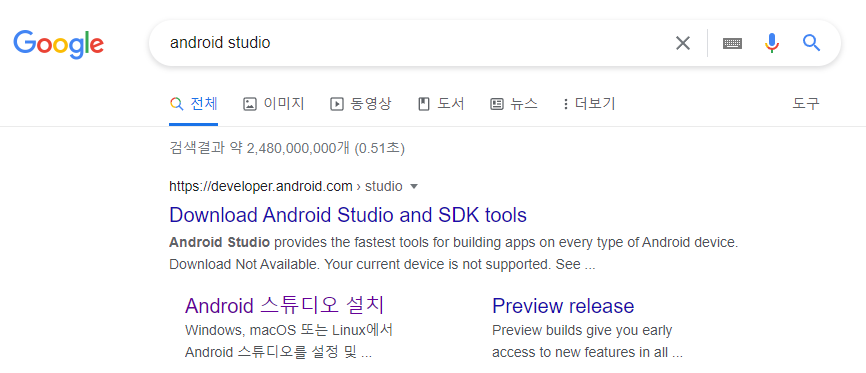 Google
android studio
전체 이미지 동영상 도서 뉴스 더보기 도구
검색결과 약 2,480,000,000개 (0.51초)
https://developer.android.com › studio
Download Android Studio and SDK tools
Android Studio provides the fastest tools for building apps on every type of Android device.
Download Not Available. Your current device is not supported. See ...
Android 스튜디오 설치
Windows, macOS 또는 Linux에서
Android 스튜디오를 설정 및 ...
Preview release
Preview builds give you early
access to new features in all ...